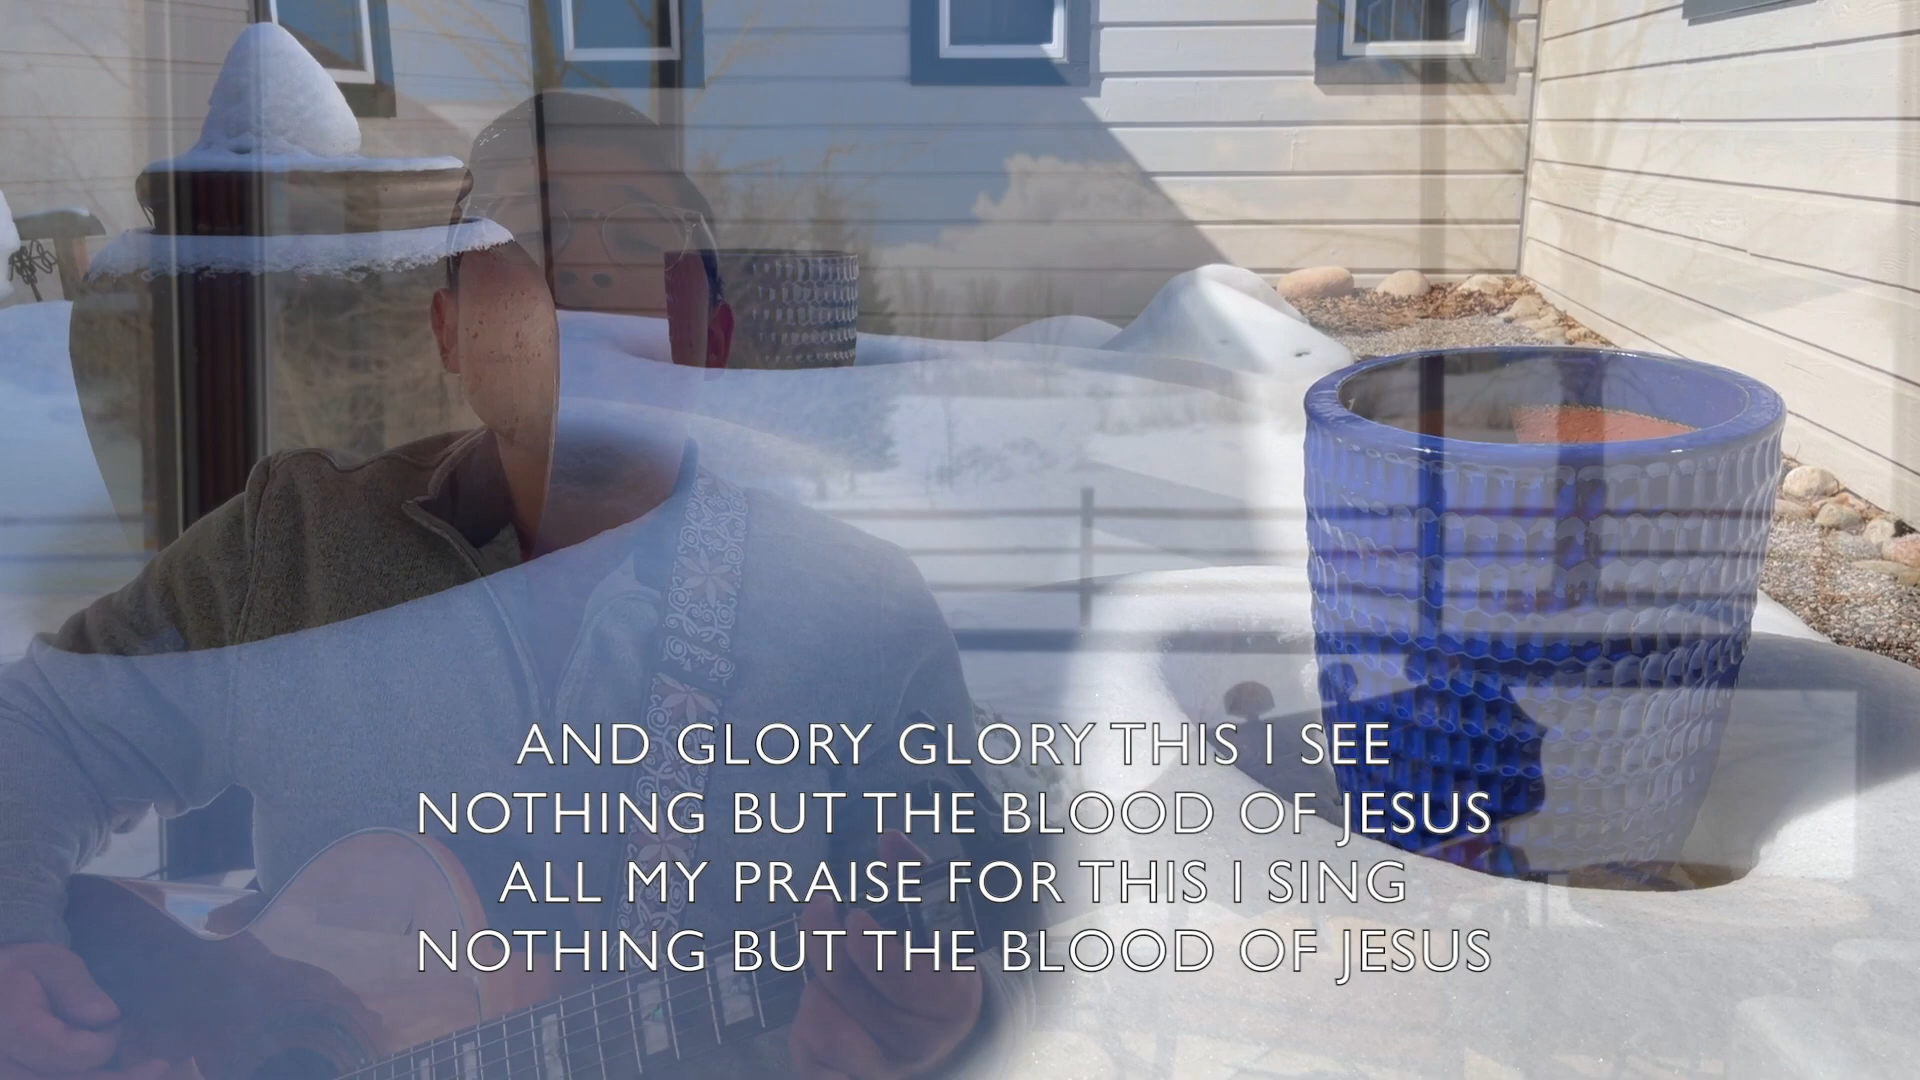 AND GLORY GLORY THIS I SEE
NOTHING BUT THE BLOOD OF JESUS
ALL MY PRAISE FOR THIS I SING
NOTHING BUT THE BLOOD OF JESUS